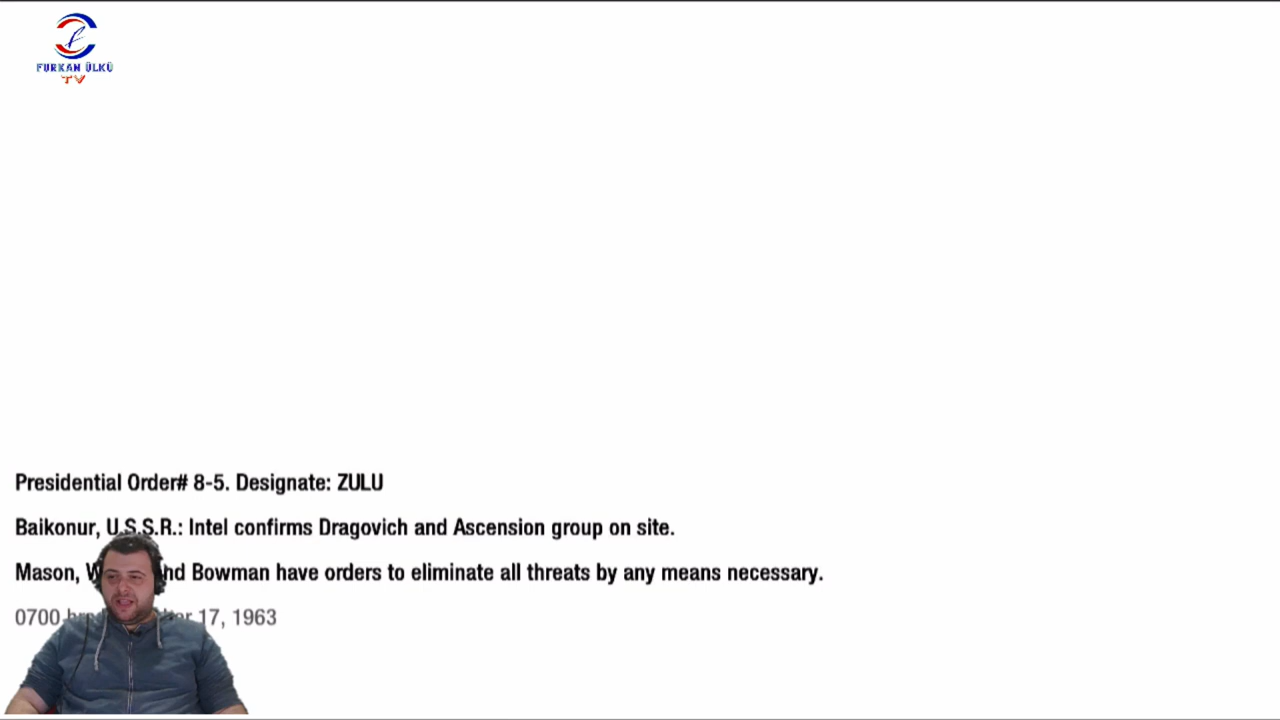 FURKAN ÜLKÜ
TV
Presidential Order# 8-5. Designate: ZULU
Baikonur, U.S.S.R.: Intel confirms Dragovich and Ascension group on site.
Mason, Bowman have orders to eliminate all threats by any means necessary.
0700 17, 1963